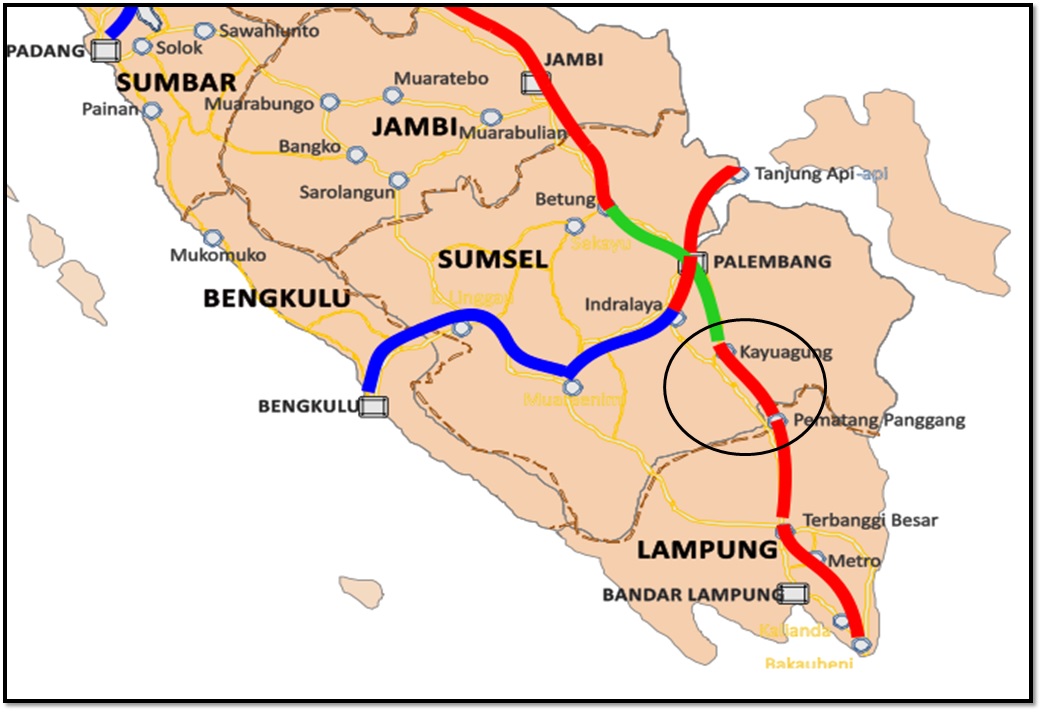 Sawahlunto
PADANG
Solok
SUMBAR
JAMBI
Muaratebo
Painan
Muarabungo
JAMBI
Muarabulian
Bangko
Sarolangun
Tanjung Api-api
Betung
Sekayu
Mukomuko
SUMSEL
PALEMBANG
BENGKULU
L. Linggau
Indralaya
Kayuagung
BENGKULU
Muaraenim
Pematang Panggang
Terbanggi Besar
LAMPUNG
Metro
BANDAR LAMPUNG
Kalianda
Bakauheni